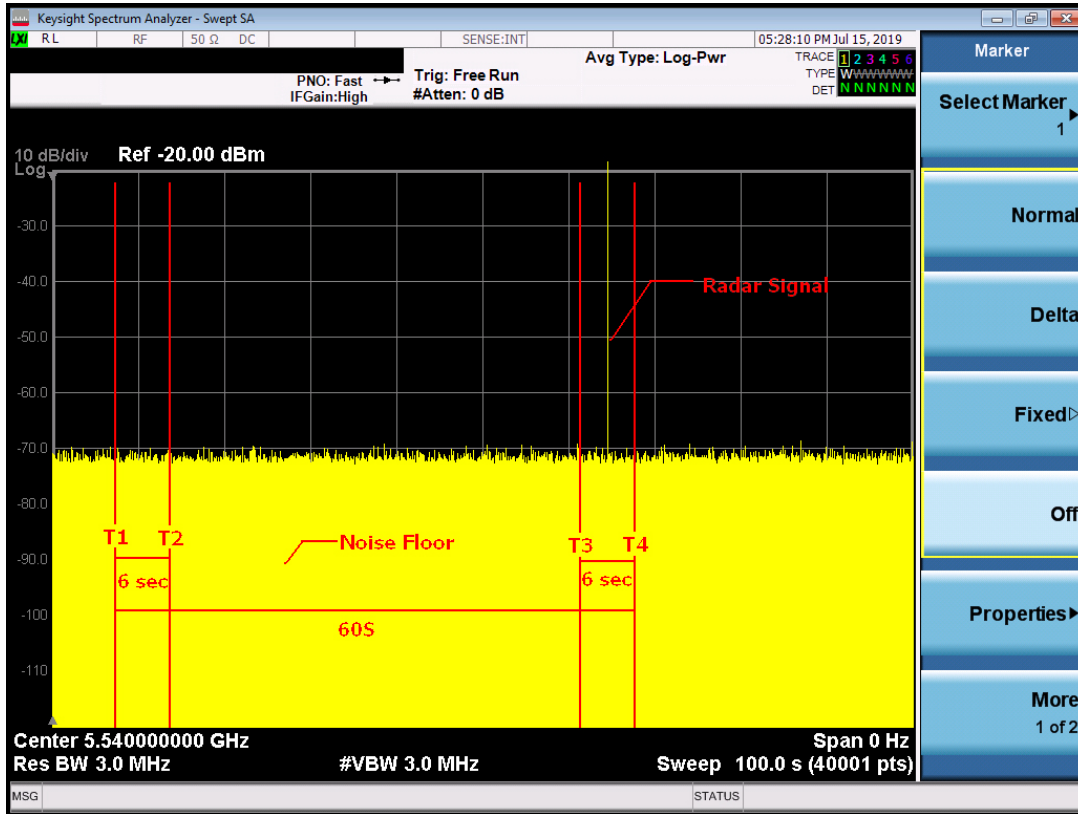 Keysight Spectrum Analyzer - Swept SA
LXI RL RF 50 Ω DC SENSE:INT 05:28:10 PM Jul 15, 2019
Marker
Avg Type: Log-Pwr
TRACE 1 2 3 4 5 6
PNO: Fast
Trig: Free Run
TYPE W W W W W W
IFGain:High
#Atten: 0 dB
DET N N N N N N
Select Marker
1
10 dB/div Ref -20.00 dBm
Log
Normal
-30.0
-40.0
Radar Signal
Delta
-50.0
-60.0
Fixed
-70.0
-80.0
Off
T1 T2 Noise Floor T3 T4
-90.0
6 sec 6 sec
-100
Properties
60S
-110
More
1 of 2
Center 5.540000000 GHz Span 0 Hz
Res BW 3.0 MHz #VBW 3.0 MHz Sweep 100.0 s (40001 pts)
MSG STATUS